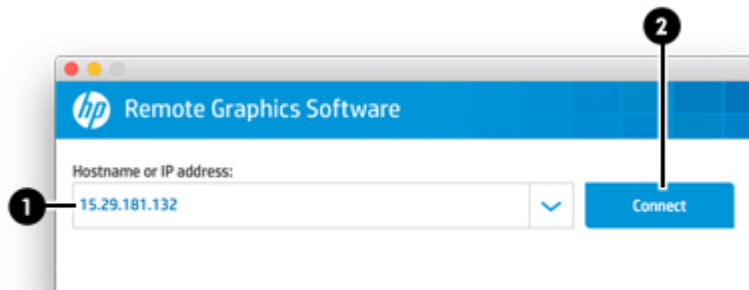 2
hp Remote Graphics Software
Hostname or IP address:
1 15.29.181.132 Connect